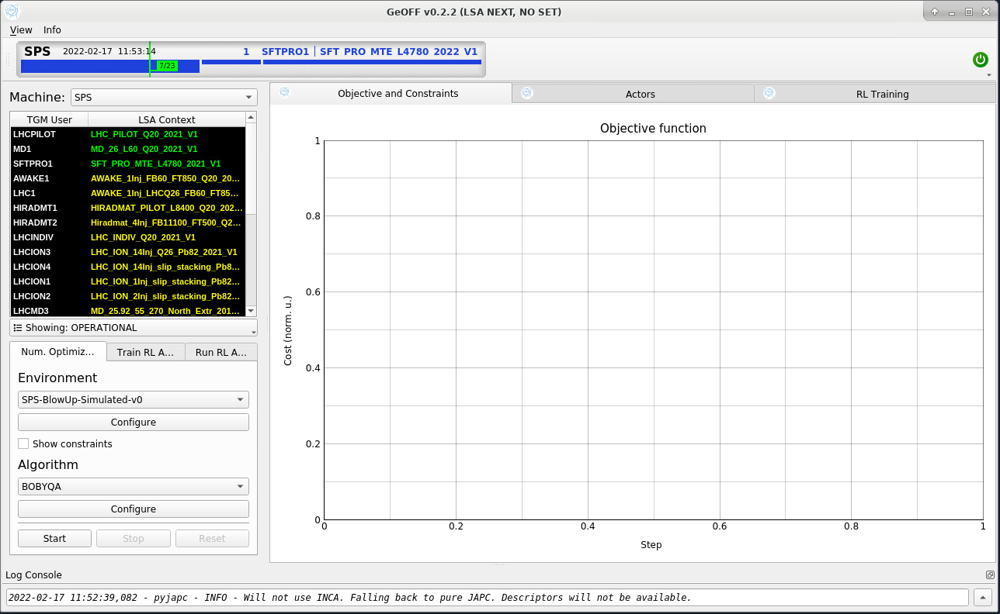 GeOFF v0.2.2 (LSA NEXT, NO SET)
View Info
SPS 2022-02-17 11:53:14 1 SFTPRO1 | SFT PRO MTE L4780 2022 V1
7/23
Machine: SPS
TGM User LSA Context
LHCPILOT LHC_PILOT_Q20_2021_V1
MD1 MD_26_L60_Q20_2021_V1
SFTPRO1 SFT_PRO_MTE_L4780_2021_V1
AWAKE1 AWAKE_1Inj_FB60_FT850_Q20_20...
LHC1 AWAKE_1Inj_LHCQ26_FB60_FT85...
HIRADMT1 HIRADMAT_PILOT_L8400_Q20_202...
HIRADMT2 Hiradmat_4Inj_FB11100_FT500_Q2...
LHCINDIV LHC_INDIV_Q20_2021_V1
LHCION3 LHC_ION_14Inj_Q26_Pb82_2021_V1
LHCION4 LHC_ION_14Inj_slip_stacking_Pb8...
LHCION1 LHC_ION_1Inj_slip_stacking_Pb82...
LHCION2 LHC_ION_2Inj_slip_stacking_Pb82...
LHCMD3 MD_25.92_55_270_North_Extr_201...
Showing: OPERATIONAL
Num. Optimiz... Train RL A... Run RL A...
Environment
SPS-BlowUp-Simulated-v0
Configure
Show constraints
Algorithm
BOBYQA
Configure
Start Stop Reset
Objective and Constraints Actors RL Training
Objective function
1
0.8
0.6
0.4
0.2
0
Cost (norm. u.)
0 0.2 0.4 0.6 0.8 1
Step
Log Console
2022-02-17 11:52:39,082 - pyjapc - INFO - Will not use INCA. Falling back to pure JAPC. Descriptors will not be available.